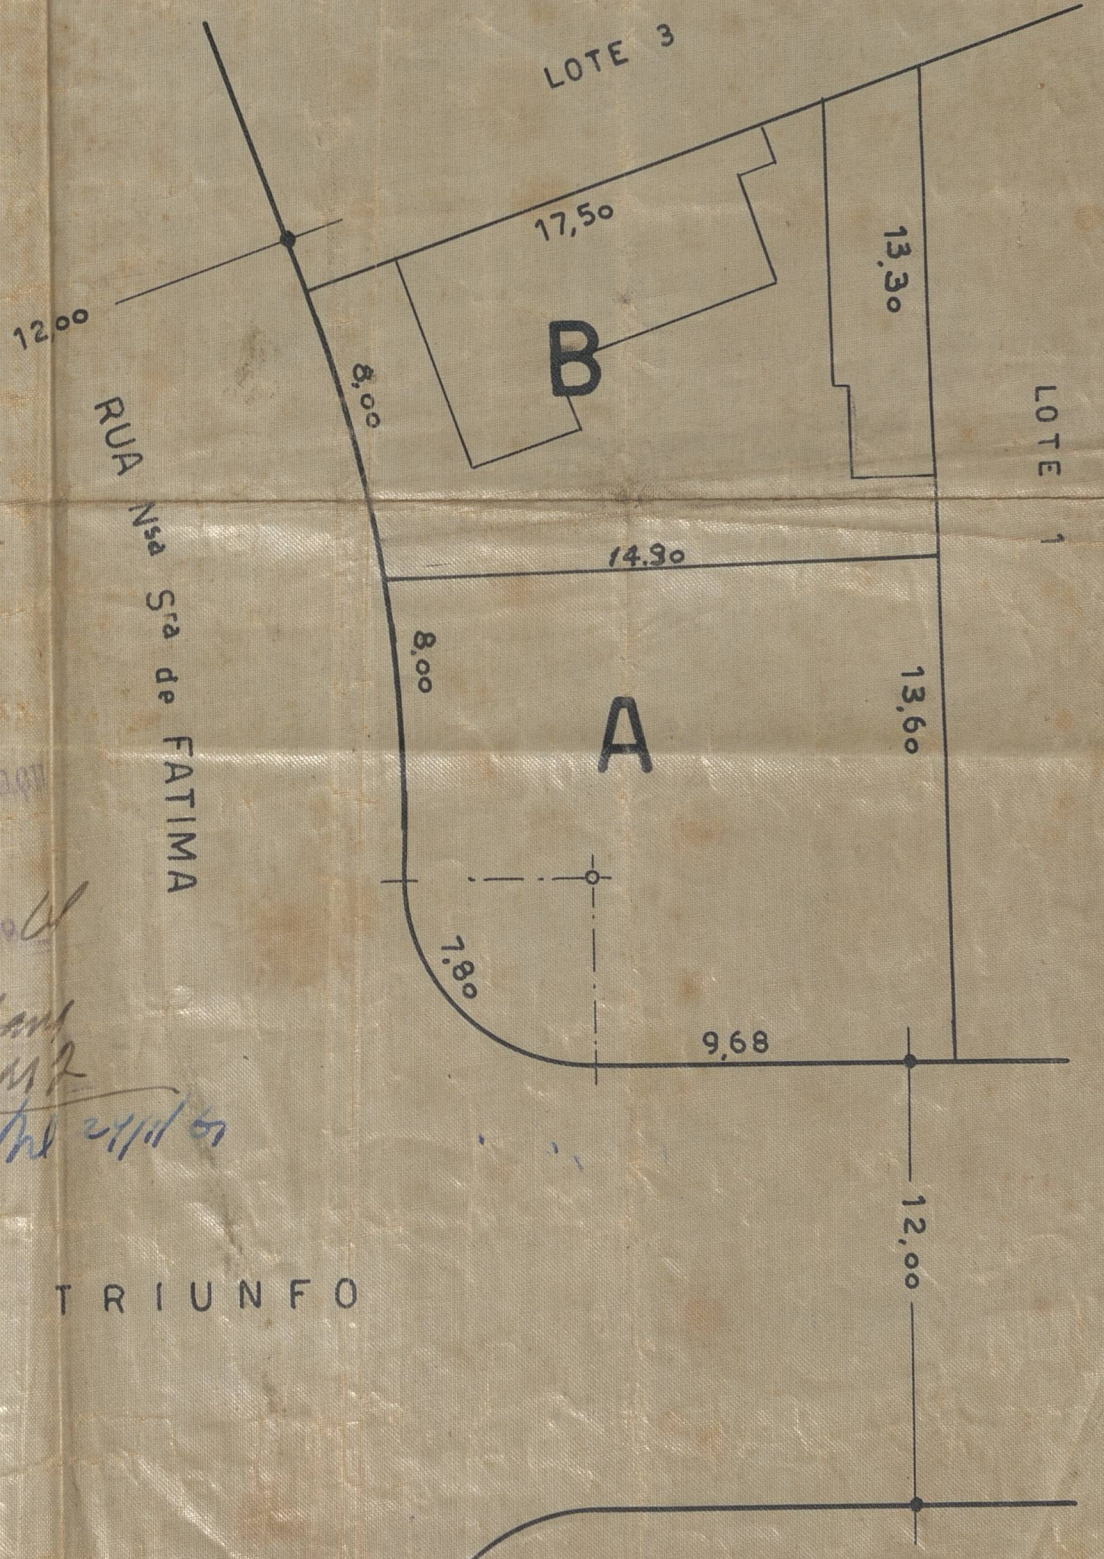 LOTE 3
17,50
13,30
12,00
8,00
B
RUA Nsa Sra de FATIMA
LOTE 1
14.90
8,00
A
13,60
7,80
9,68
12,00
TRIUNFO